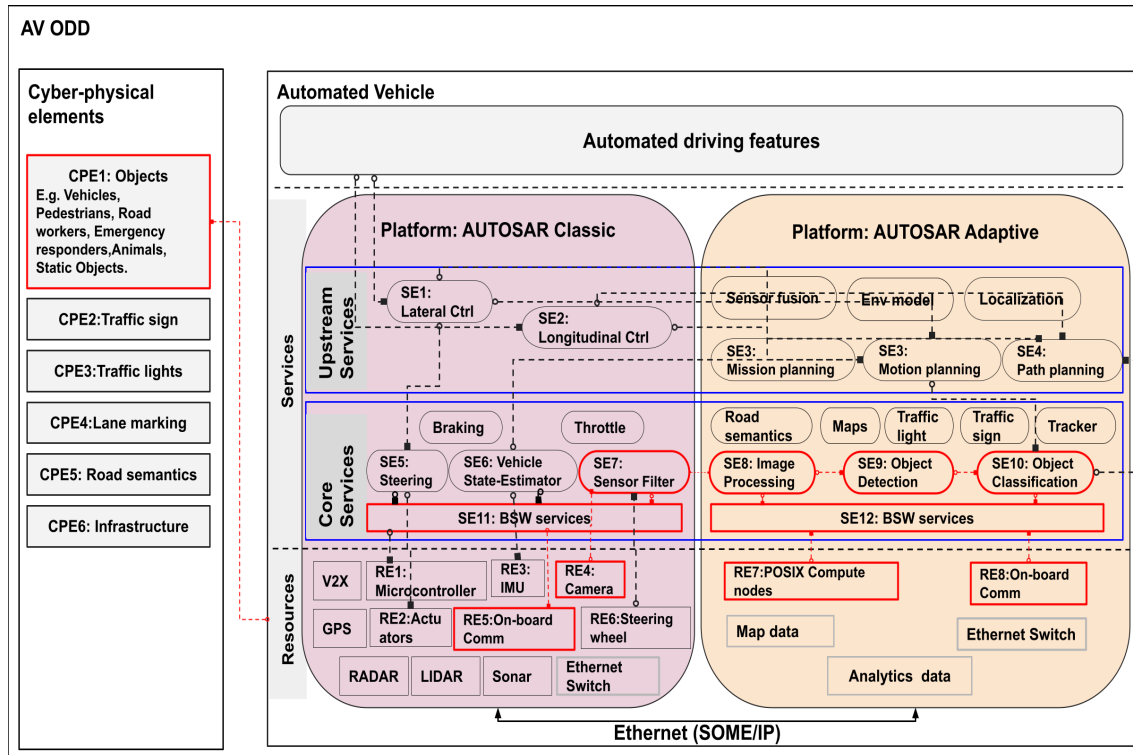 AV ODD
Cyber-physical
elements
CPE1: Objects
E.g. Vehicles,
Pedestrians, Road
workers, Emergency
responders,Animals,
Static Objects.
CPE2:Traffic sign
CPE3:Traffic lights
CPE4:Lane marking
CPE5: Road semantics
CPE6: Infrastructure
Automated Vehicle
Automated driving features
Services
Platform: AUTOSAR Classic
Platform: AUTOSAR Adaptive
Upstream
Services
SE1:
Lateral Ctrl
SE2:
Longitudinal Ctrl
Sensor fusion
Env model
Localization
SE3:
Mission planning
SE3:
Motion planning
SE4:
Path planning
Core
Services
Braking
Throttle
Road
semantics
Maps
Traffic
light
Traffic
sign
Tracker
SE5:
Steering
SE6: Vehicle
State-Estimator
SE7:
Sensor Filter
SE8: Image
Processing
SE9: Object
Detection
SE10: Object
Classification
SE11: BSW services
SE12: BSW services
Resources
V2X
RE1:
Microcontroller
RE3:
IMU
RE4:
Camera
RE7:POSIX Compute
nodes
RE8:On-board
Comm
GPS
RE2:Actu
ators
RE5:On-board
Comm
RE6:Steering
wheel
Map data
Ethernet Switch
RADAR
LIDAR
Sonar
Ethernet
Switch
Analytics data
Ethernet (SOME/IP)